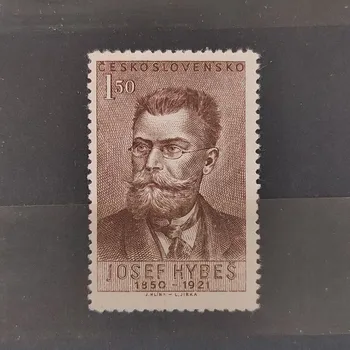 ČESKOSLOVENSKO
1.50
JOSEF HYBEŠ
1850 - 1921